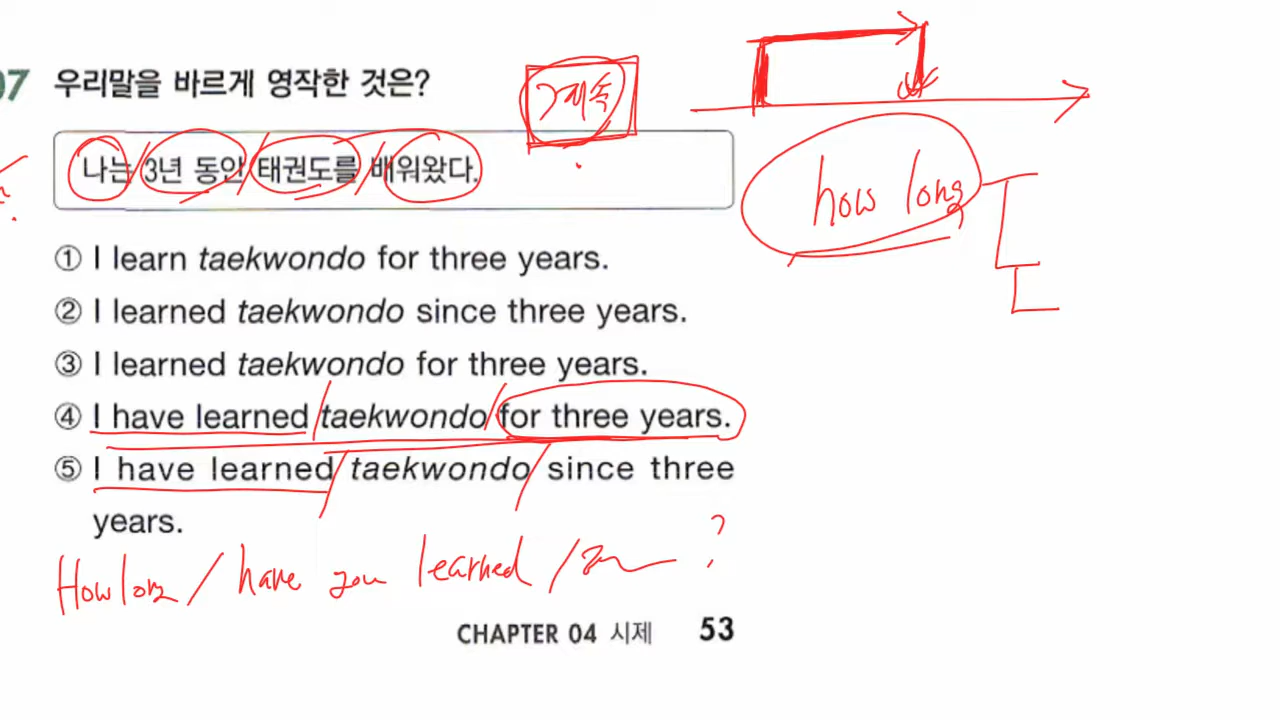 07 우리말을 바르게 영작한 것은?
계속
나는 3년 동안 태권도를 배워왔다.
how long
① I learn taekwondo for three years.
② I learned taekwondo since three years.
③ I learned taekwondo for three years.
④ I have learned taekwondo for three years.
⑤ I have learned taekwondo since three
years.
How long / have you learned / ?
CHAPTER 04 시제 53